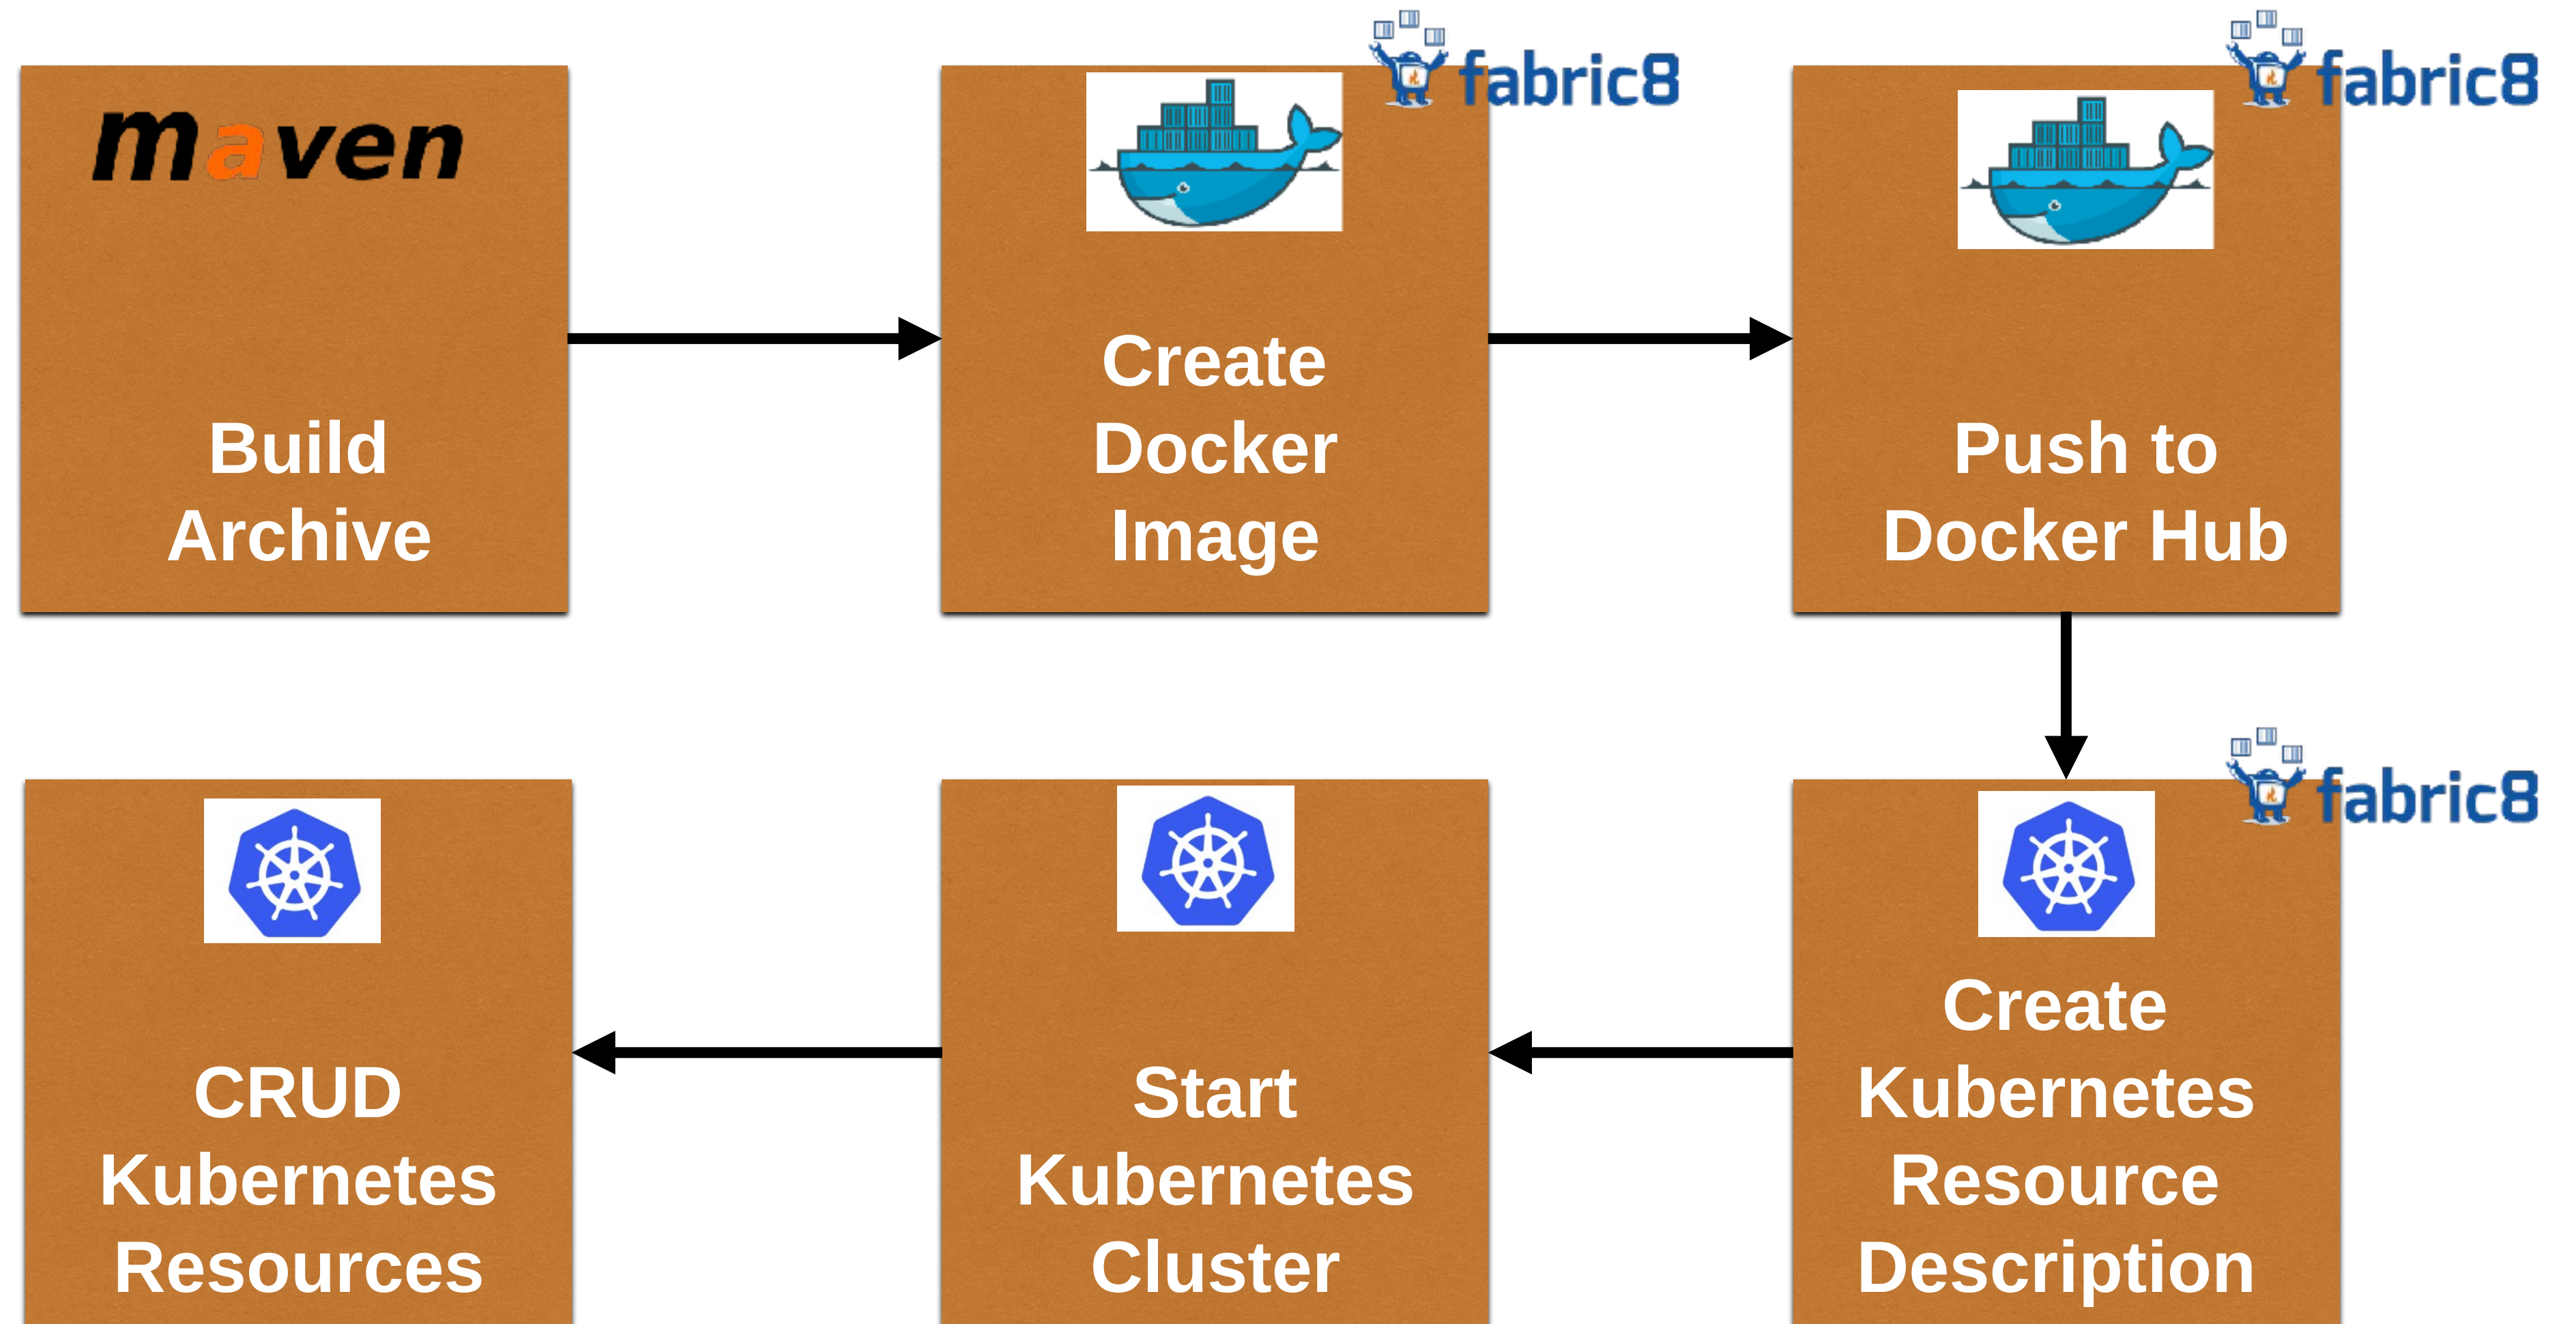 maven
Build
Archive
fabric8
Create
Docker
Image
fabric8
Push to
Docker Hub
fabric8
Create
Kubernetes
Resource
Description
Start
Kubernetes
Cluster
CRUD
Kubernetes
Resources